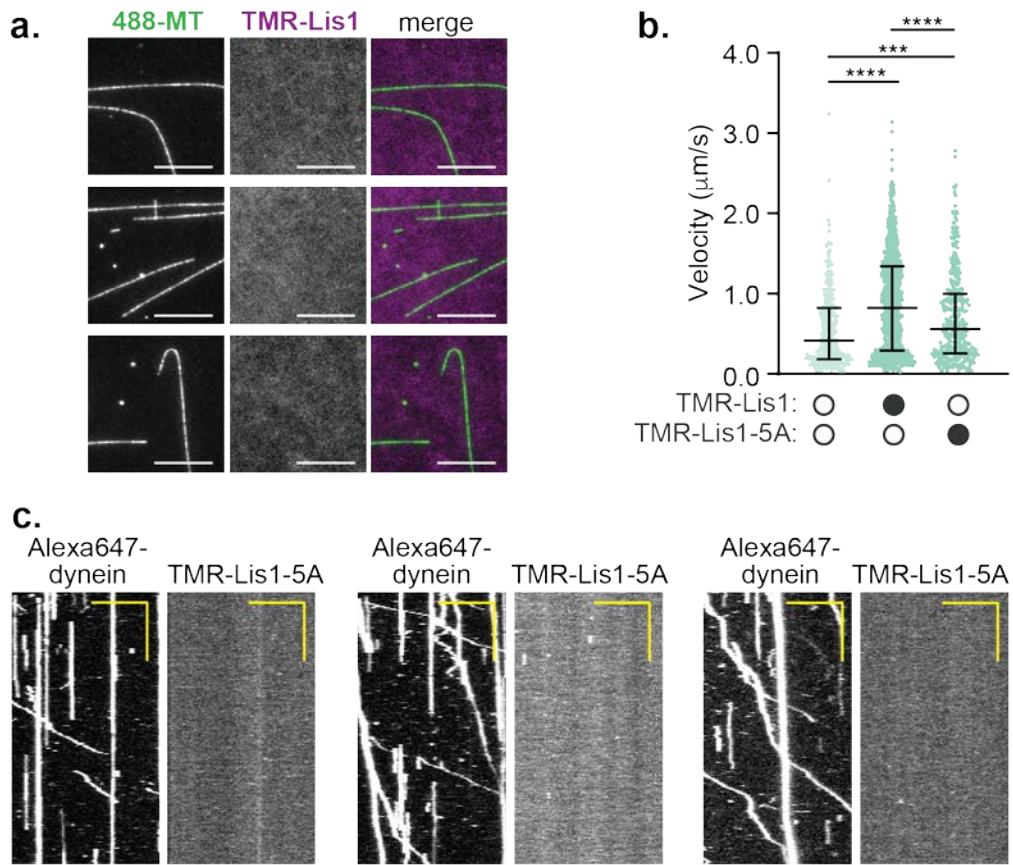 a.
488-MT TMR-Lis1 merge
b.
****
***
****
4.0
3.0
2.0
1.0
0.0
Velocity (μm/s)
TMR-Lis1:
TMR-Lis1-5A:
c.
Alexa647-
dynein TMR-Lis1-5A
Alexa647-
dynein TMR-Lis1-5A
Alexa647-
dynein TMR-Lis1-5A